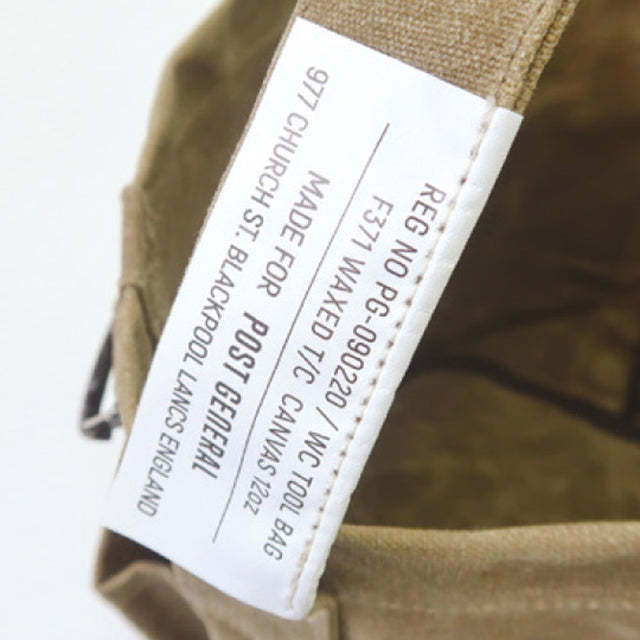 REG NO PG-090220 / WC TOOL BAG
F371 WAXED T/C CANVAS 12OZ
MADE FOR POST GENERAL
977 CHURCH ST. BLACKPOOL LANCS ENGLAND